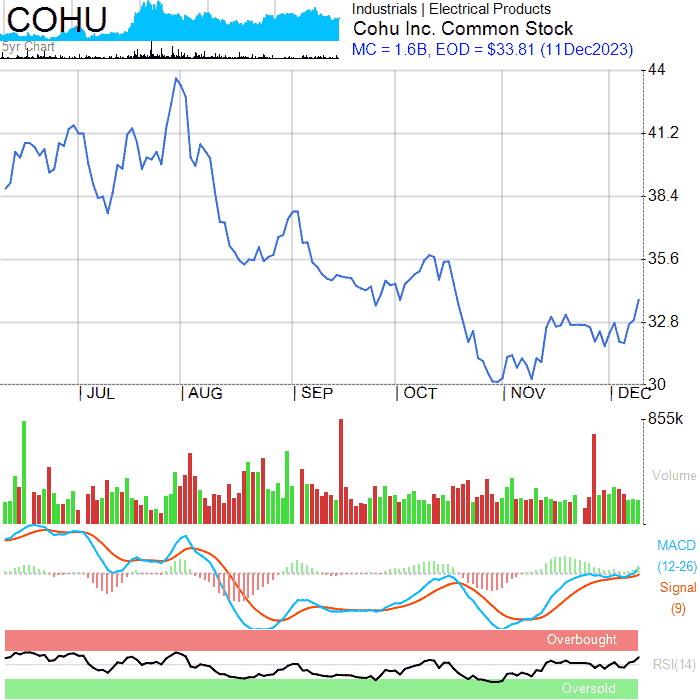 COHU
5yr Chart
Industrials | Electrical Products
Cohu Inc. Common Stock
MC = 1.6B, EOD = $33.81 (11Dec2023)
44
41.2
38.4
35.6
32.8
30
| JUL | AUG | SEP | OCT | NOV | DEC
855k
Volume
MACD
(12-26)
Signal
(9)
Overbought
RSI(14)
Oversold